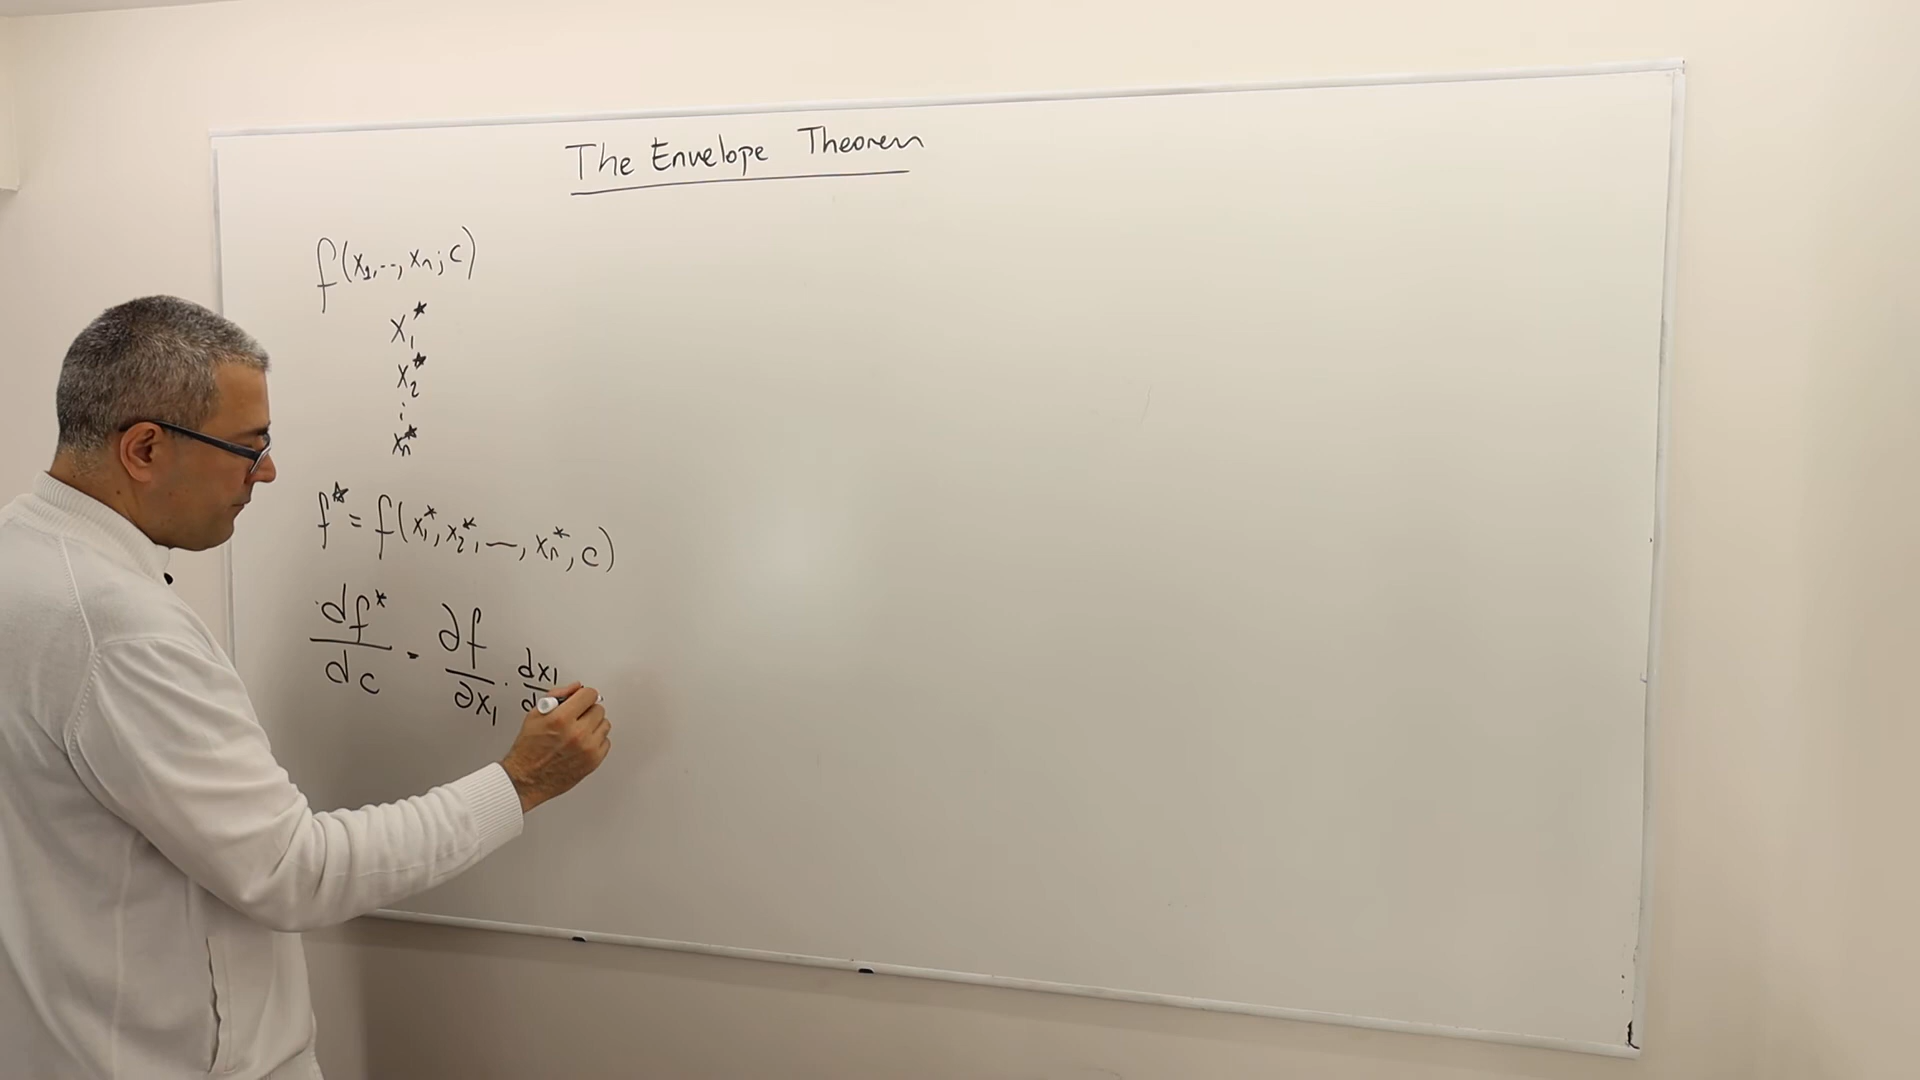 The Envelope Theorem
f(x₁,--, xₙ; c)
x₁*
x₂*
⋮
xₙ*
f* = f(x₁*, x₂*, —, xₙ*, c)
df*/dc = ∂f/∂x₁ · dx₁/d